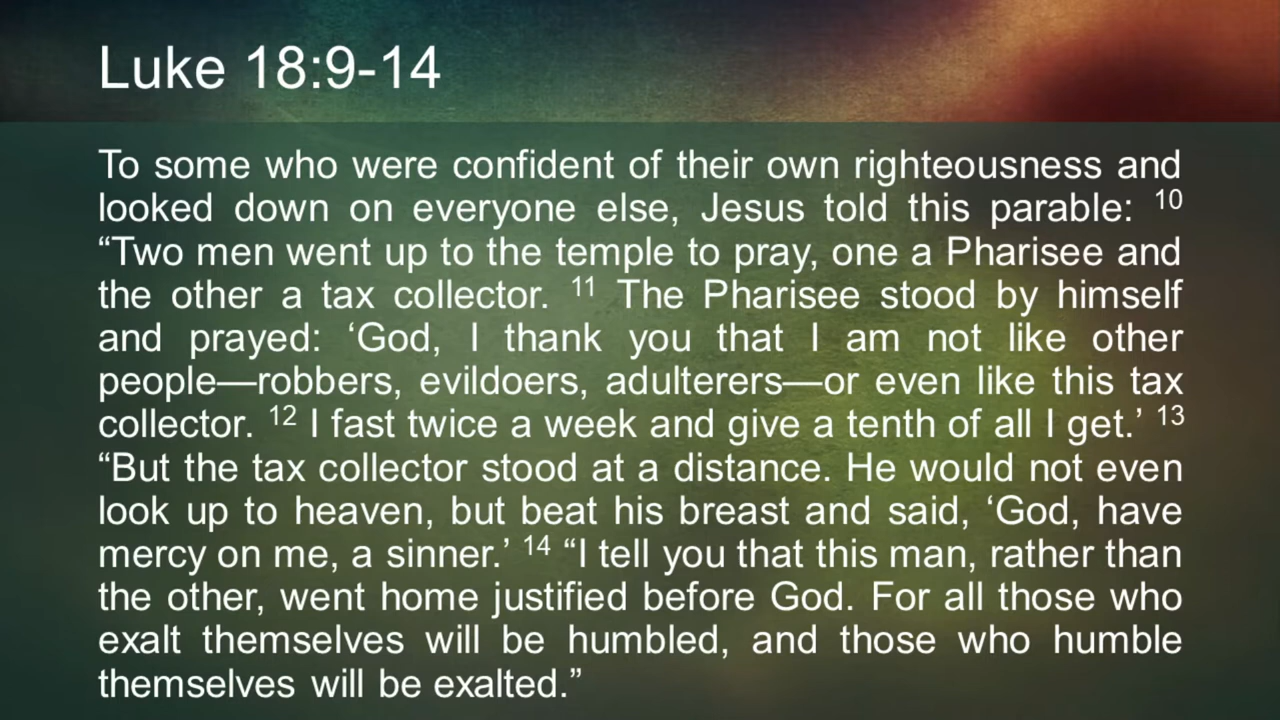 Luke 18:9-14
To some who were confident of their own righteousness and
looked down on everyone else, Jesus told this parable: 10
“Two men went up to the temple to pray, one a Pharisee and
the other a tax collector. 11 The Pharisee stood by himself
and prayed: ‘God, I thank you that I am not like other
people—robbers, evildoers, adulterers—or even like this tax
collector. 12 I fast twice a week and give a tenth of all I get.’ 13
“But the tax collector stood at a distance. He would not even
look up to heaven, but beat his breast and said, ‘God, have
mercy on me, a sinner.’ 14 “I tell you that this man, rather than
the other, went home justified before God. For all those who
exalt themselves will be humbled, and those who humble
themselves will be exalted.”